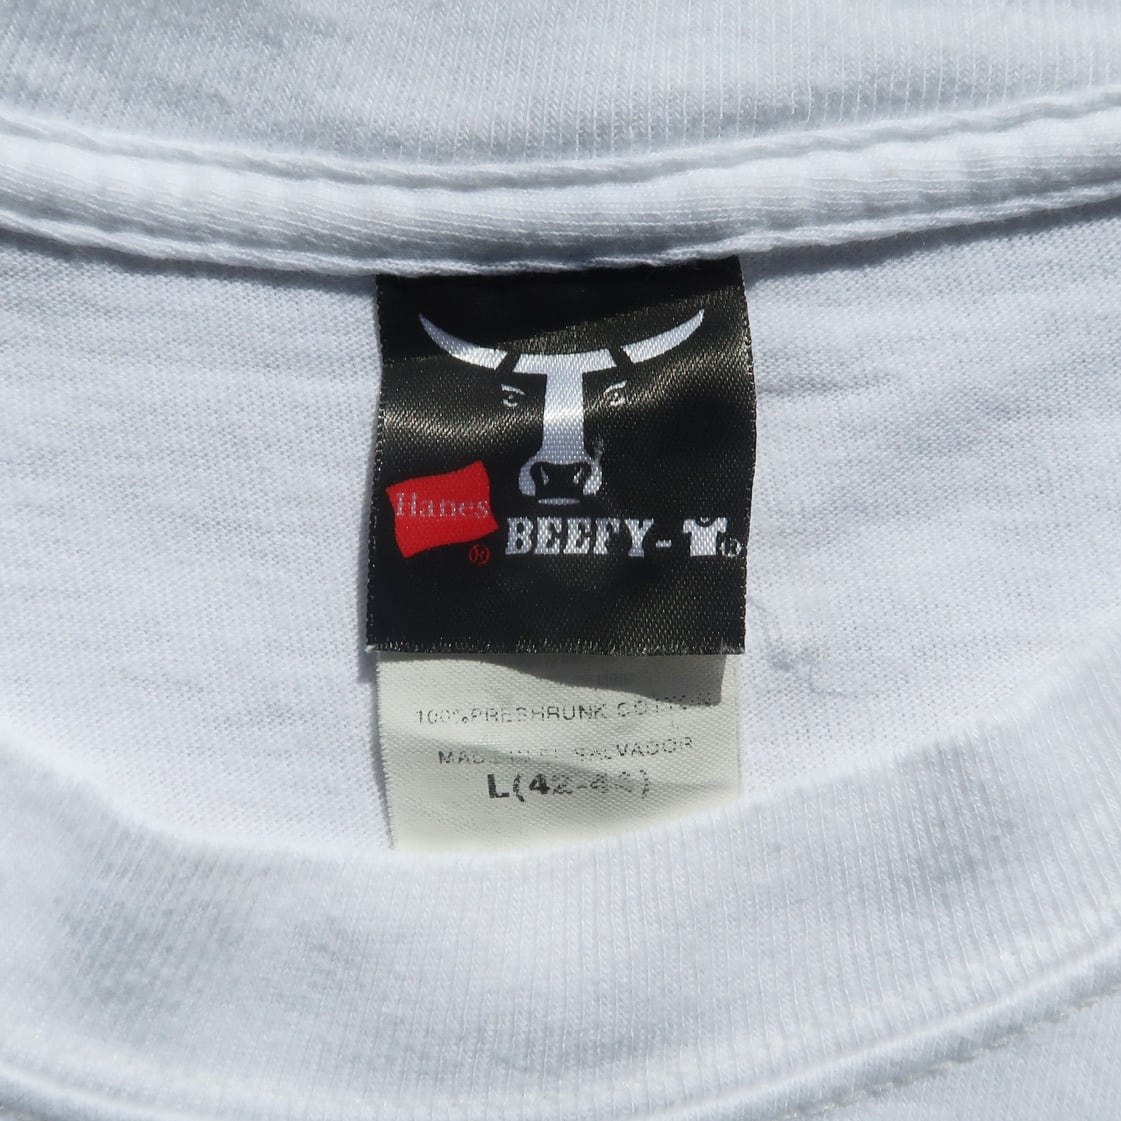 Hanes
® BEEFY-T®
100% PRESHRUNK COTTON
MADE IN EL SALVADOR
L(42-44)